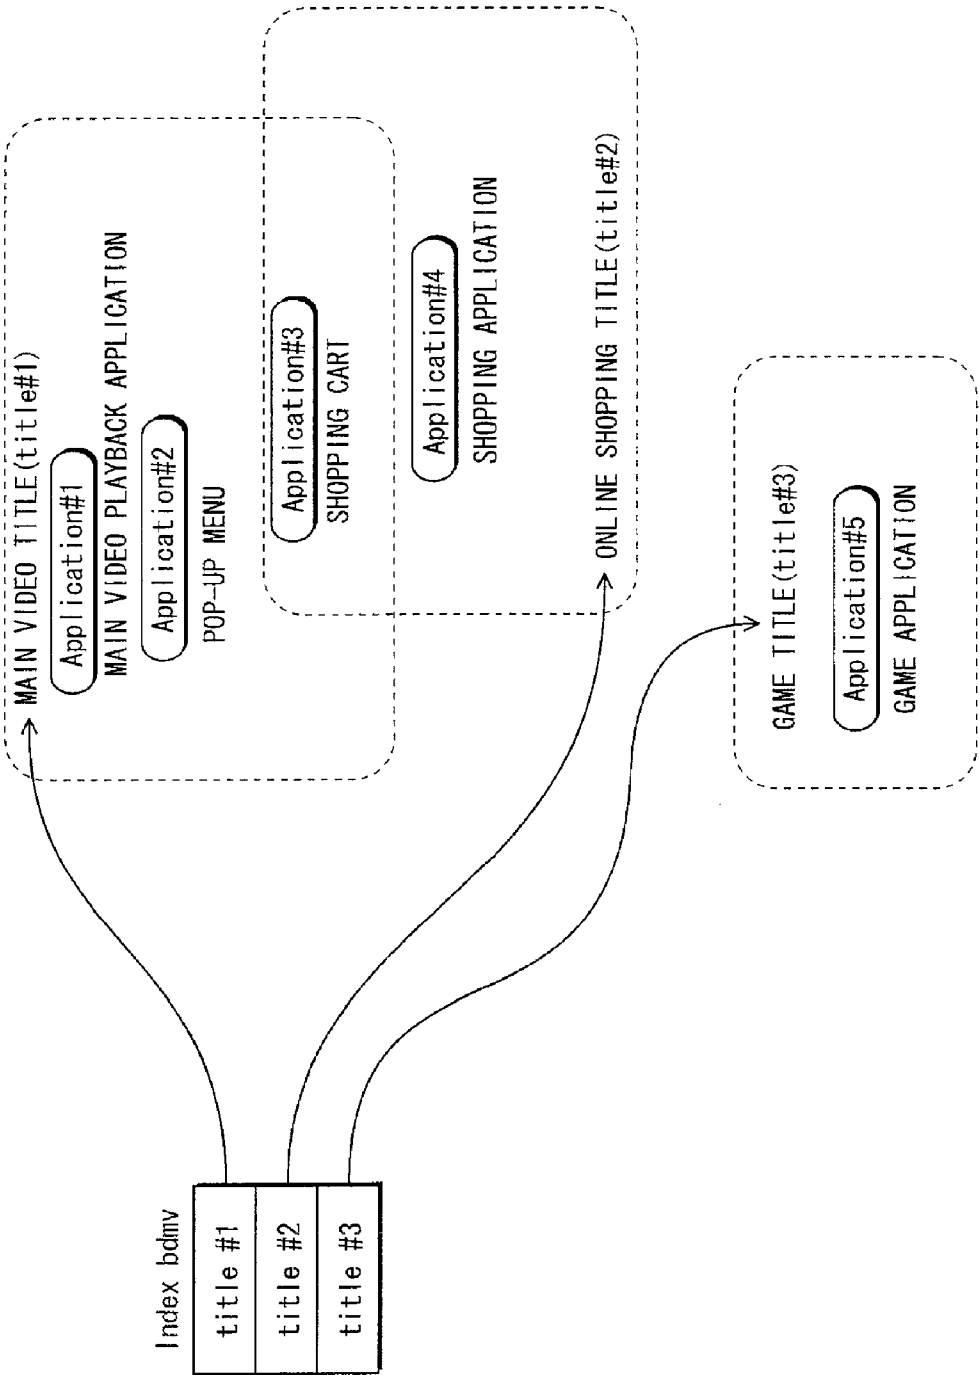 Index bdmv
title #1
title #2
title #3
MAIN VIDEO TITLE(title#1)
Application#1
MAIN VIDEO PLAYBACK APPLICATION
Application#2
POP-UP MENU
Application#3
SHOPPING CART
Application#4
SHOPPING APPLICATION
ONLINE SHOPPING TITLE(title#2)
GAME TITLE(title#3)
Application#5
GAME APPLICATION